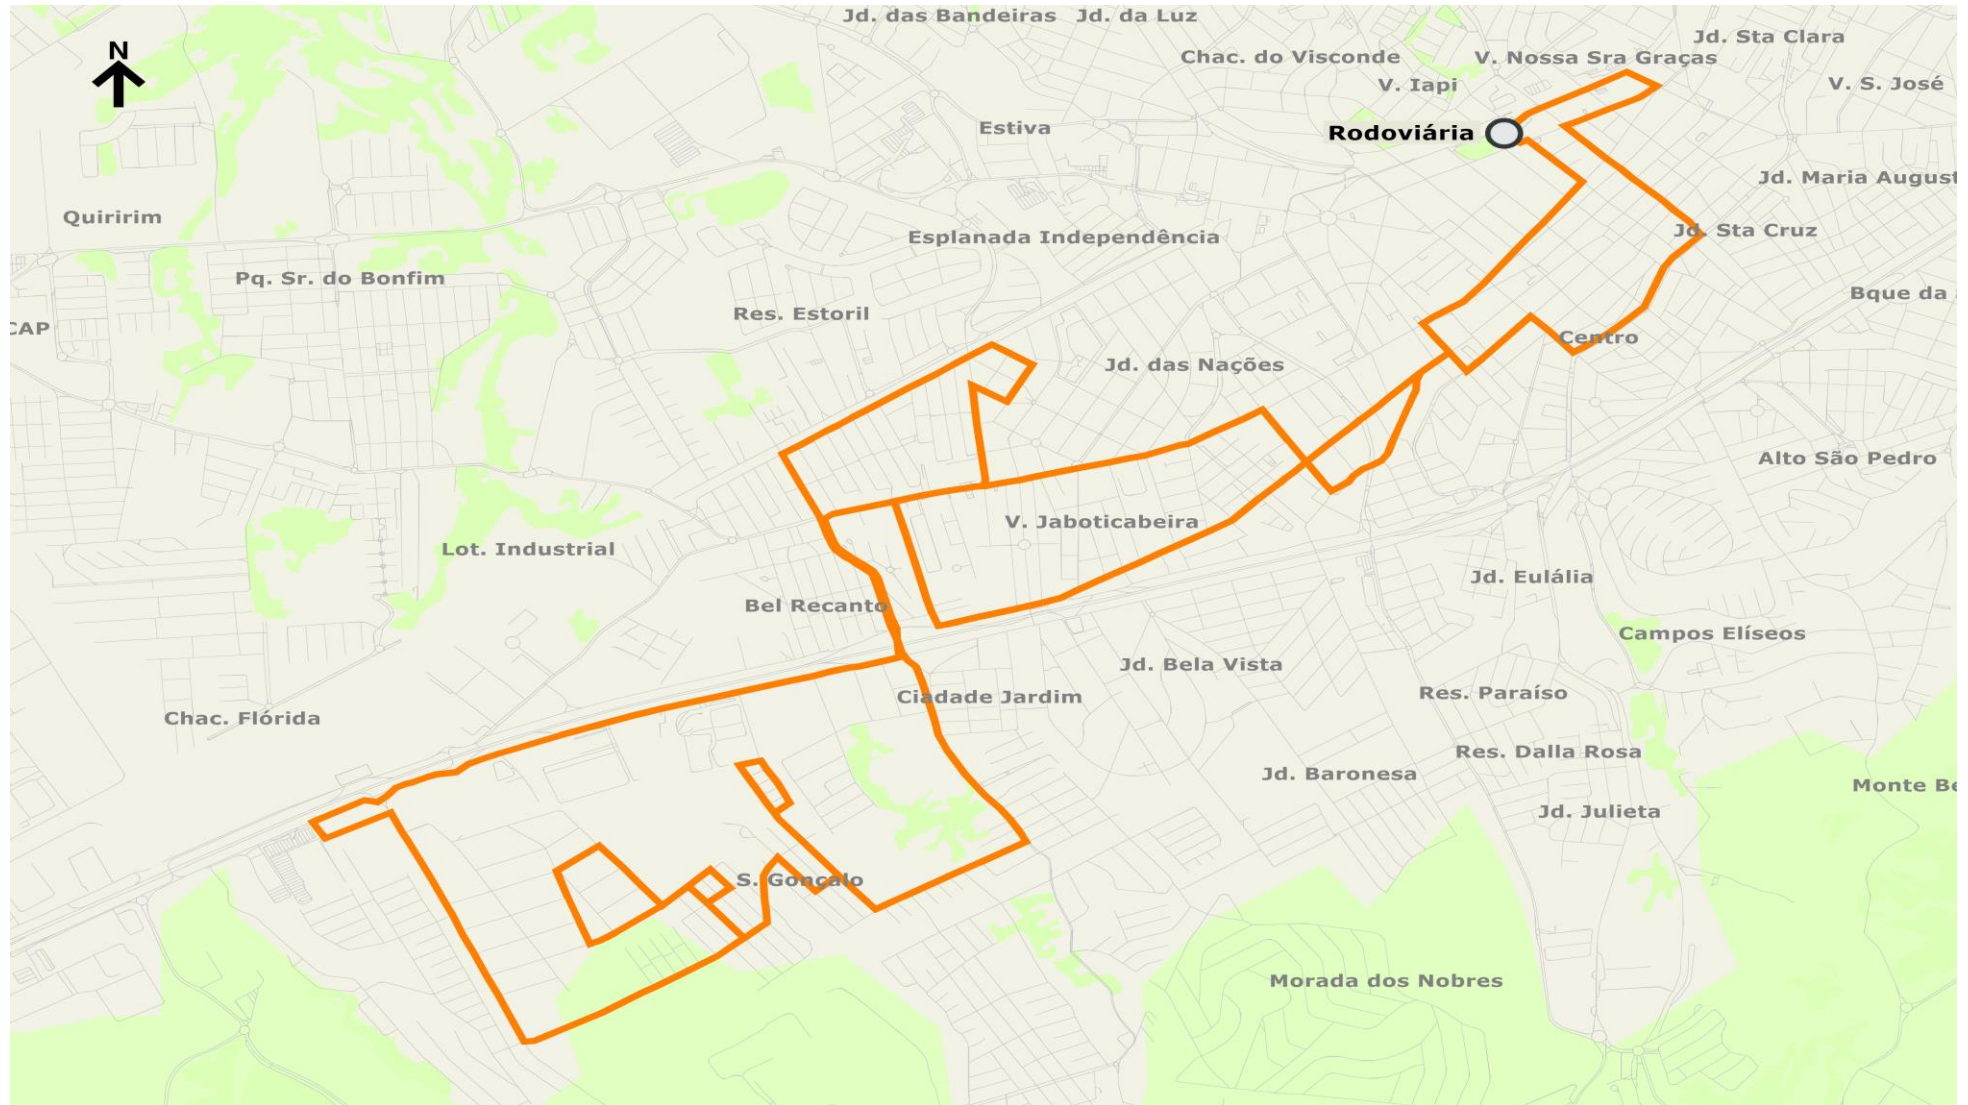 Jd. das Bandeiras
Jd. da Luz
Jd. Sta Clara
N
Chac. do Visconde
V. Nossa Sra Graças
V. Iapi
V. S. José
Estiva
Rodoviária
Jd. Maria August
Quiririm
Jd. Sta Cruz
Esplanada Independência
Pq. Sr. do Bonfim
Bque da
Res. Estoril
CAP
Centro
Jd. das Nações
Alto São Pedro
V. Jaboticabeira
Lot. Industrial
Jd. Eulália
Bel Recanto
Campos Elíseos
Jd. Bela Vista
Res. Paraíso
Ciadade Jardim
Chac. Flórida
Res. Dalla Rosa
Jd. Baronesa
Monte Be
Jd. Julieta
S. Gonçalo
Morada dos Nobres